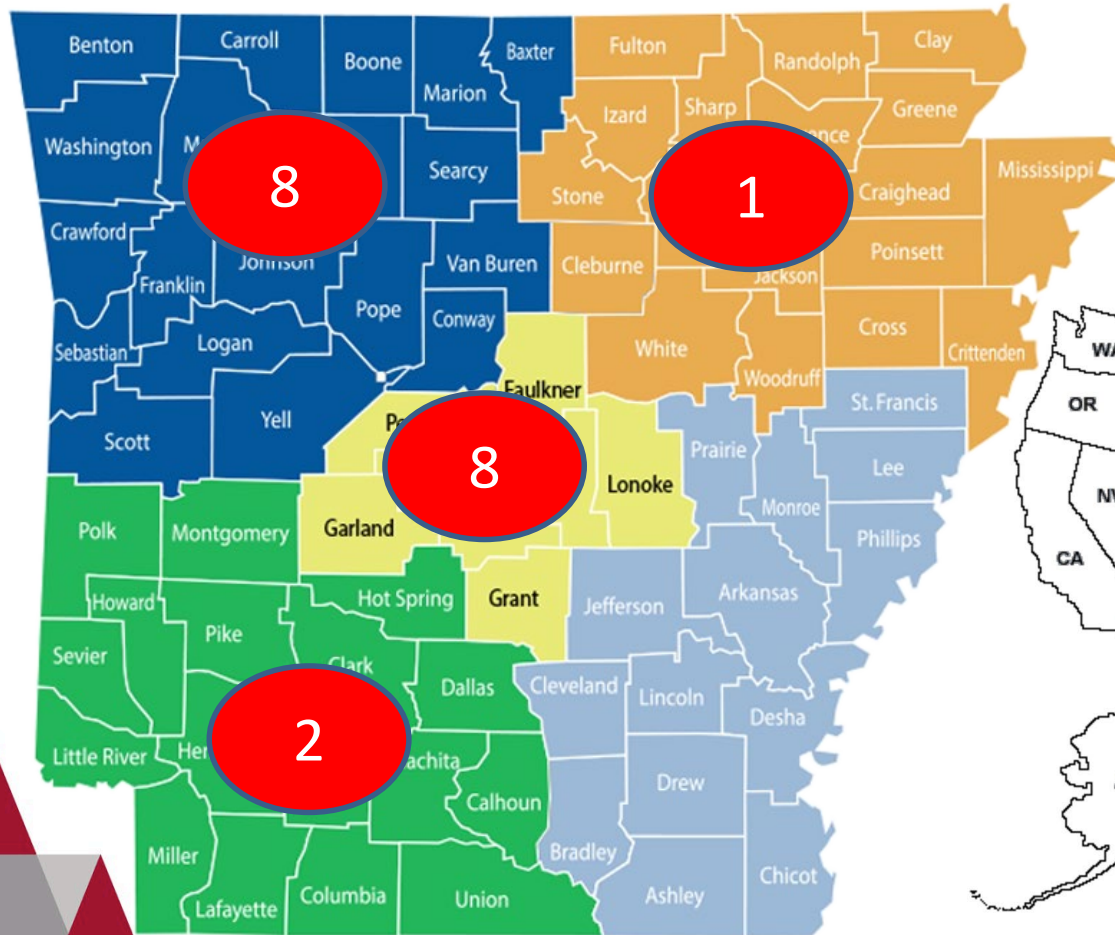 Benton
Carroll
Boone
Marion
Baxter
Fulton
Randolph
Clay
Washington
Searcy
Izard
Sharp
Greene
8
1
Stone
Craighead
Mississippi
Crawford
Franklin
Johnson
Van Buren
Cleburne
Jackson
Poinsett
Pope
Conway
Sebastian
Logan
White
Woodruff
Cross
Crittenden
Scott
Yell
Faulkner
St. Francis
8
Prairie
Lee
Lonoke
Monroe
Garland
Polk
Montgomery
Phillips
Howard
Hot Spring
Grant
Jefferson
Arkansas
Sevier
Pike
Clark
Dallas
Cleveland
Lincoln
Desha
Little River
2
Calhoun
Drew
Miller
Bradley
Chicot
Lafayette
Columbia
Union
Ashley
OR
CA